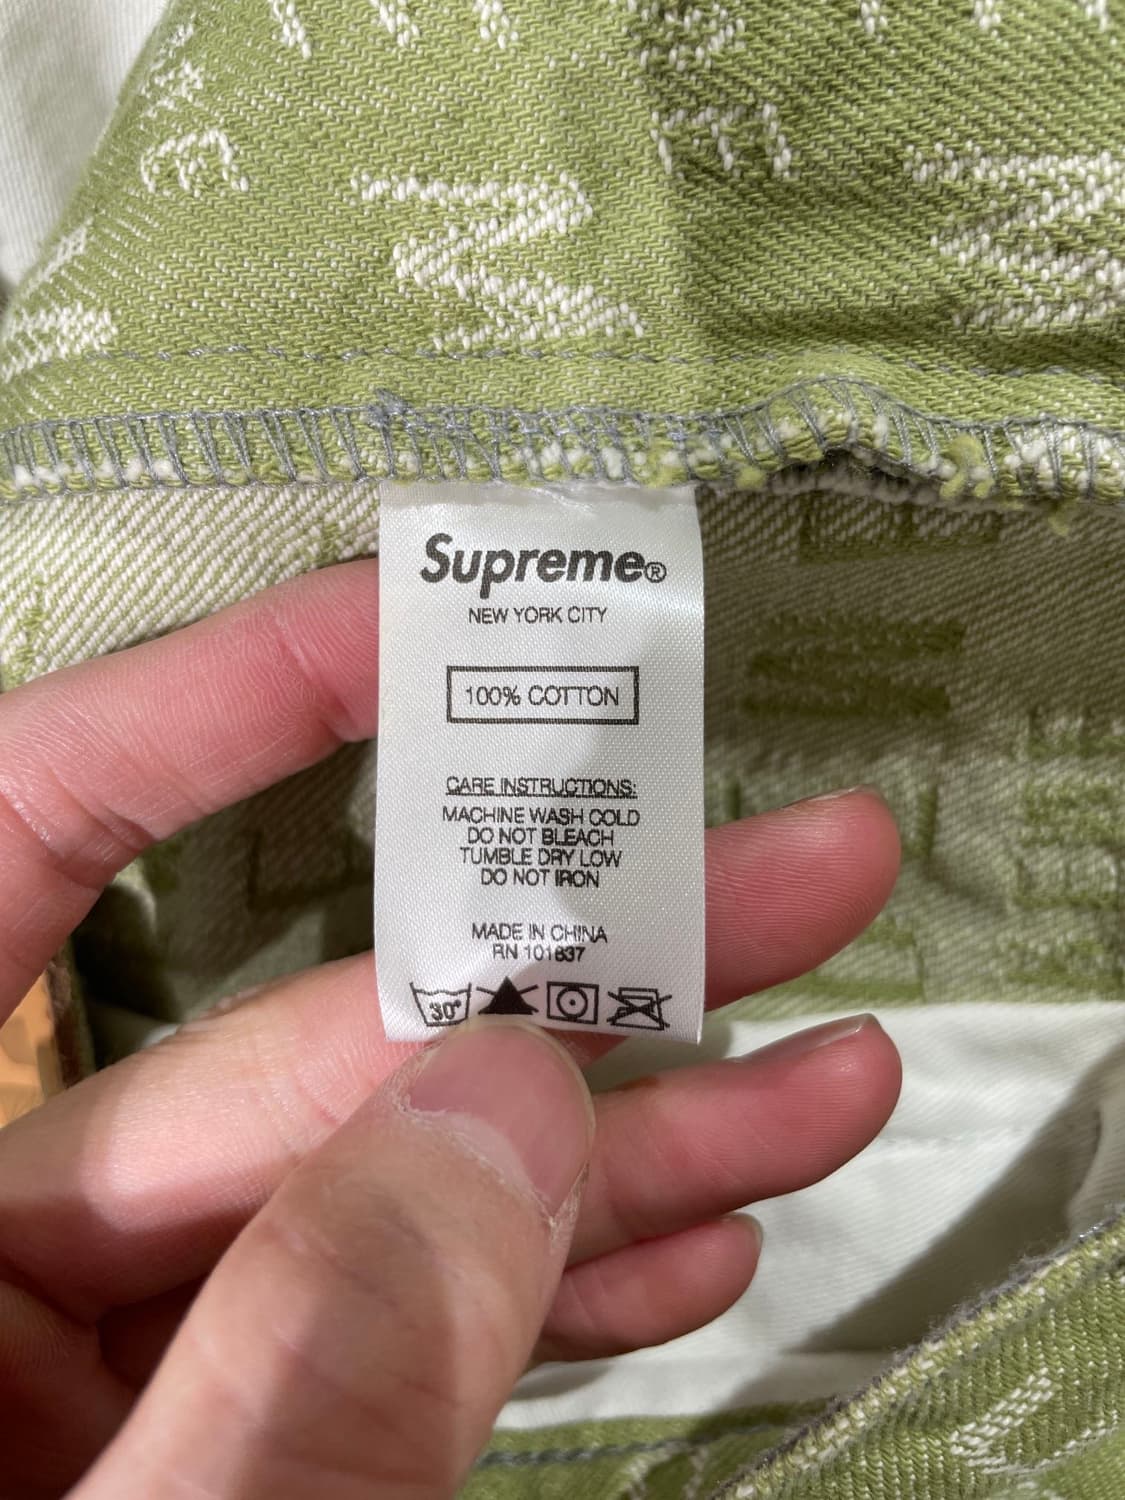 Supreme®
NEW YORK CITY
100% COTTON
CARE INSTRUCTIONS:
MACHINE WASH COLD
DO NOT BLEACH
TUMBLE DRY LOW
DO NOT IRON
MADE IN CHINA
RN 101837
30°